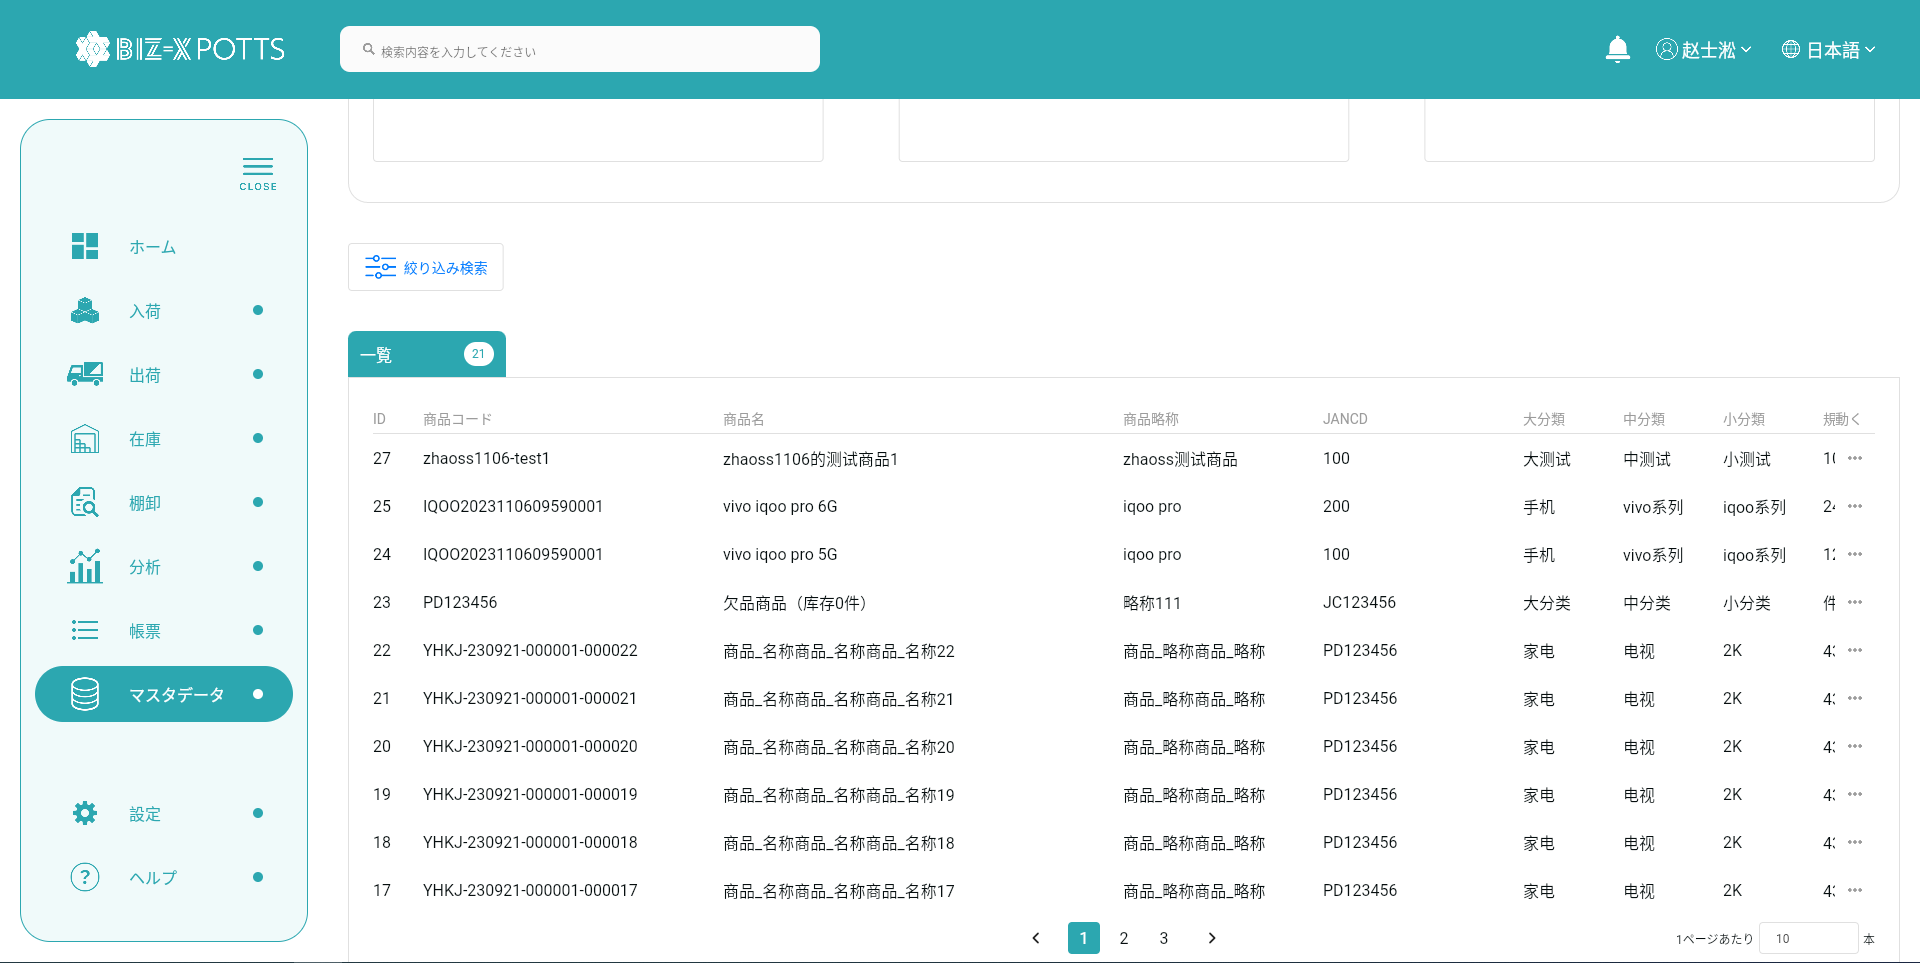 BIZ=X POTTS
検索内容を入力してください
赵士淞
日本語
CLOSE
ホーム
入荷
出荷
在庫
棚卸
分析
帳票
マスタデータ
設定
ヘルプ
絞り込み検索
一覧 21
ID 商品コード 商品名 商品略称 JANCD 大分類 中分類 小分類 規 動く
27 zhaoss1106-test1 zhaoss1106的测试商品1 zhaoss测试商品 100 大测试 中测试 小测试 10
25 IQOO2023110609590001 vivo iqoo pro 6G iqoo pro 200 手机 vivo系列 iqoo系列 24
24 IQOO2023110609590001 vivo iqoo pro 5G iqoo pro 100 手机 vivo系列 iqoo系列 12
23 PD123456 欠品商品（库存0件） 略称111 JC123456 大分类 中分类 小分类 件
22 YHKJ-230921-000001-000022 商品_名称商品_名称商品_名称22 商品_略称商品_略称 PD123456 家电 电视 2K 43
21 YHKJ-230921-000001-000021 商品_名称商品_名称商品_名称21 商品_略称商品_略称 PD123456 家电 电视 2K 43
20 YHKJ-230921-000001-000020 商品_名称商品_名称商品_名称20 商品_略称商品_略称 PD123456 家电 电视 2K 43
19 YHKJ-230921-000001-000019 商品_名称商品_名称商品_名称19 商品_略称商品_略称 PD123456 家电 电视 2K 43
18 YHKJ-230921-000001-000018 商品_名称商品_名称商品_名称18 商品_略称商品_略称 PD123456 家电 电视 2K 43
17 YHKJ-230921-000001-000017 商品_名称商品_名称商品_名称17 商品_略称商品_略称 PD123456 家电 电视 2K 43
1 2 3
1ページあたり 10 本